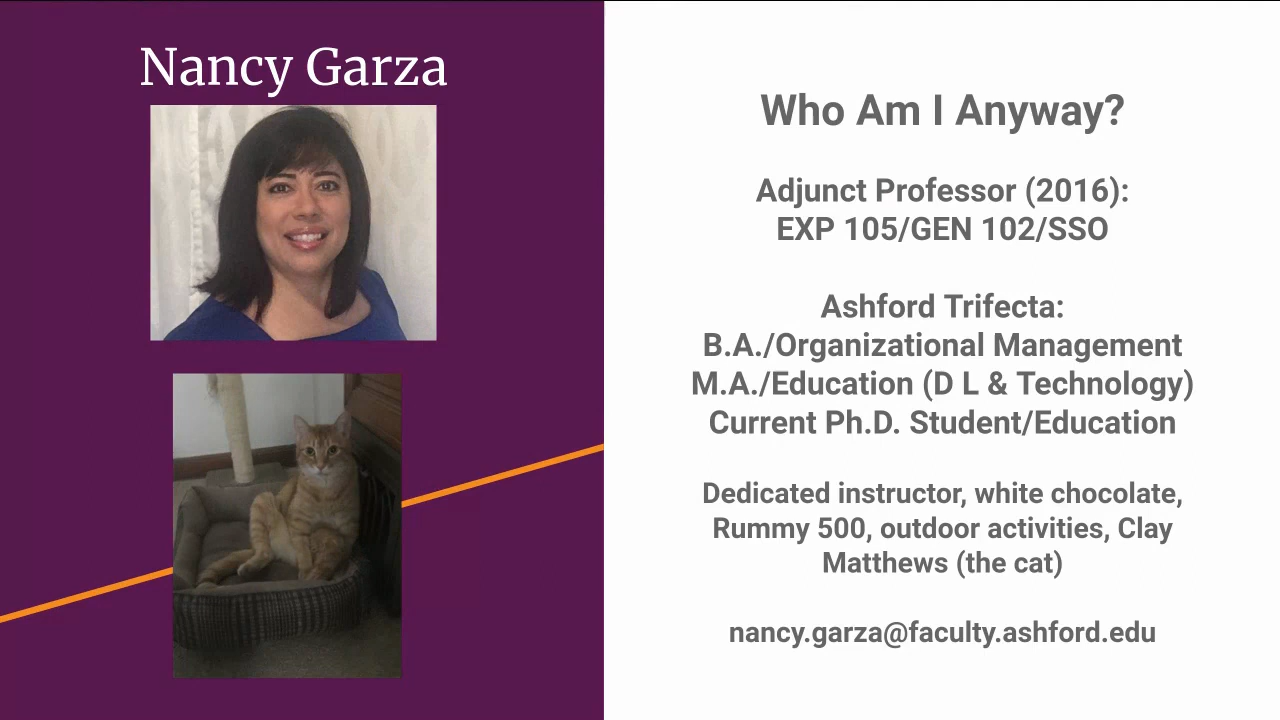 Nancy Garza
Who Am I Anyway?
Adjunct Professor (2016):
EXP 105/GEN 102/SSO
Ashford Trifecta:
B.A./Organizational Management
M.A./Education (D L & Technology)
Current Ph.D. Student/Education
Dedicated instructor, white chocolate,
Rummy 500, outdoor activities, Clay
Matthews (the cat)
nancy.garza@faculty.ashford.edu